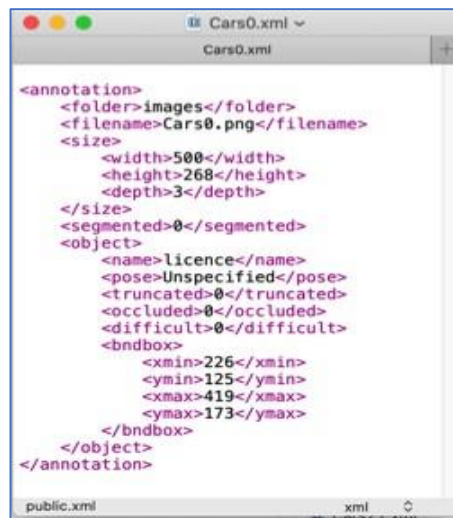 Cars0.xml
Cars0.xml
+
<annotation>
    <folder>images</folder>
    <filename>Cars0.png</filename>
    <size>
        <width>500</width>
        <height>268</height>
        <depth>3</depth>
    </size>
    <segmented>0</segmented>
    <object>
        <name>licence</name>
        <pose>Unspecified</pose>
        <truncated>0</truncated>
        <occluded>0</occluded>
        <difficult>0</difficult>
        <bndbox>
            <xmin>226</xmin>
            <ymin>125</ymin>
            <xmax>419</xmax>
            <ymax>173</ymax>
        </bndbox>
    </object>
</annotation>
public.xml xml